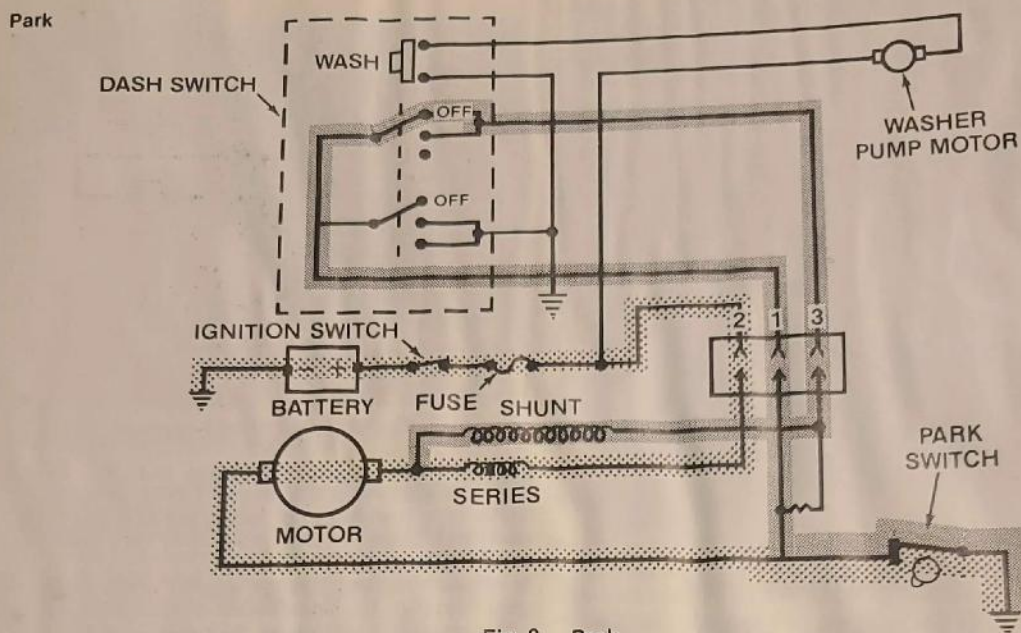 Park
WASH
DASH SWITCH
OFF
WASHER
PUMP MOTOR
OFF
IGNITION SWITCH
2 1 3
BATTERY
FUSE
SHUNT
PARK
SWITCH
SERIES
MOTOR